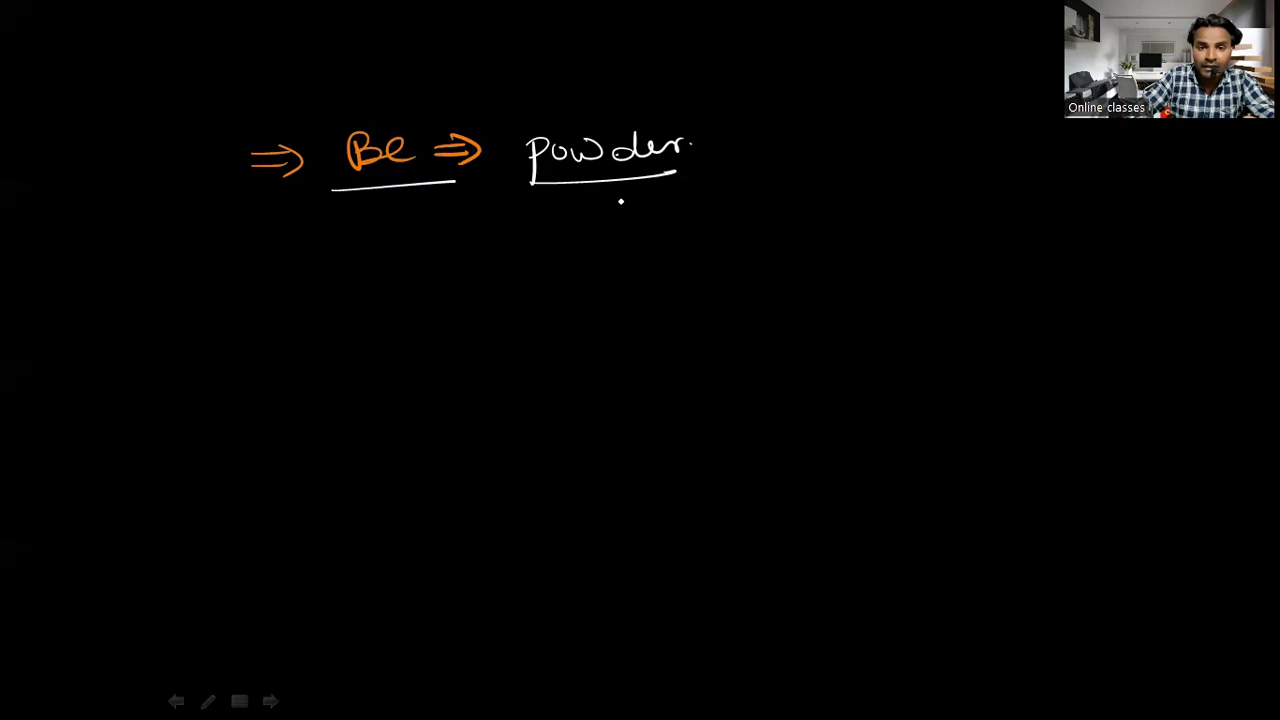 Online classes
⇒ Be ⇒ powder.